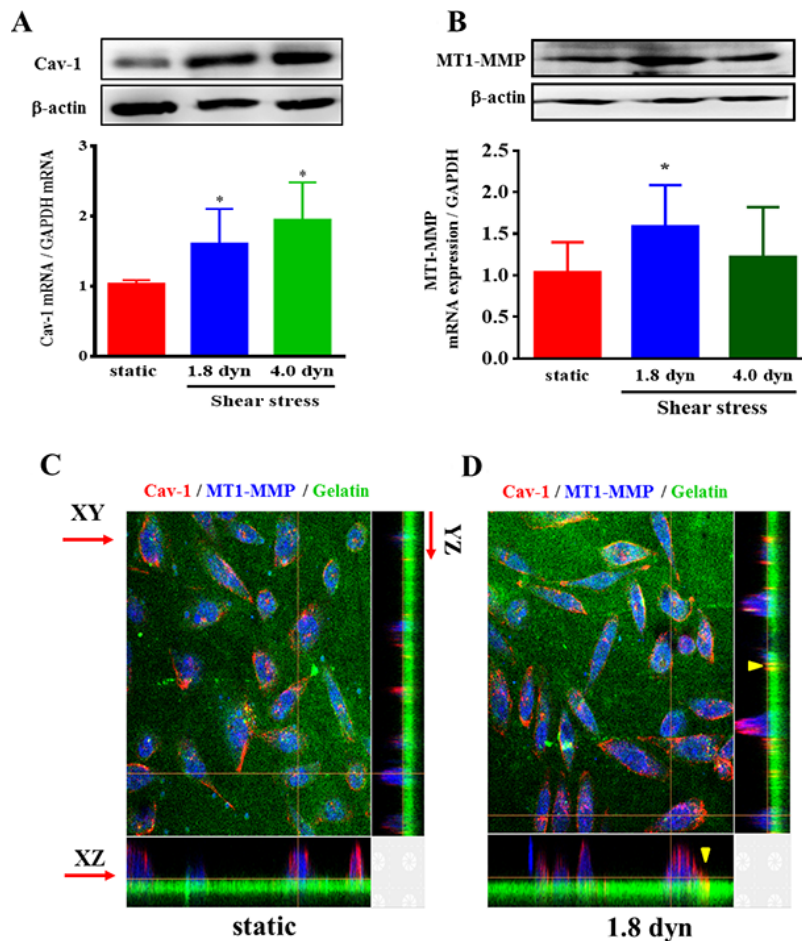 A
Cav-1
β-actin
Cav-1 mRNA / GAPDH mRNA
3
2
1
0
*
*
static
1.8 dyn
4.0 dyn
Shear stress
B
MT1-MMP
β-actin
MT1-MMP
mRNA expression / GAPDH
2.5
2.0
1.5
1.0
0.5
0.0
*
static
1.8 dyn
4.0 dyn
Shear stress
C
Cav-1 / MT1-MMP / Gelatin
XY
YZ
XZ
static
D
Cav-1 / MT1-MMP / Gelatin
1.8 dyn